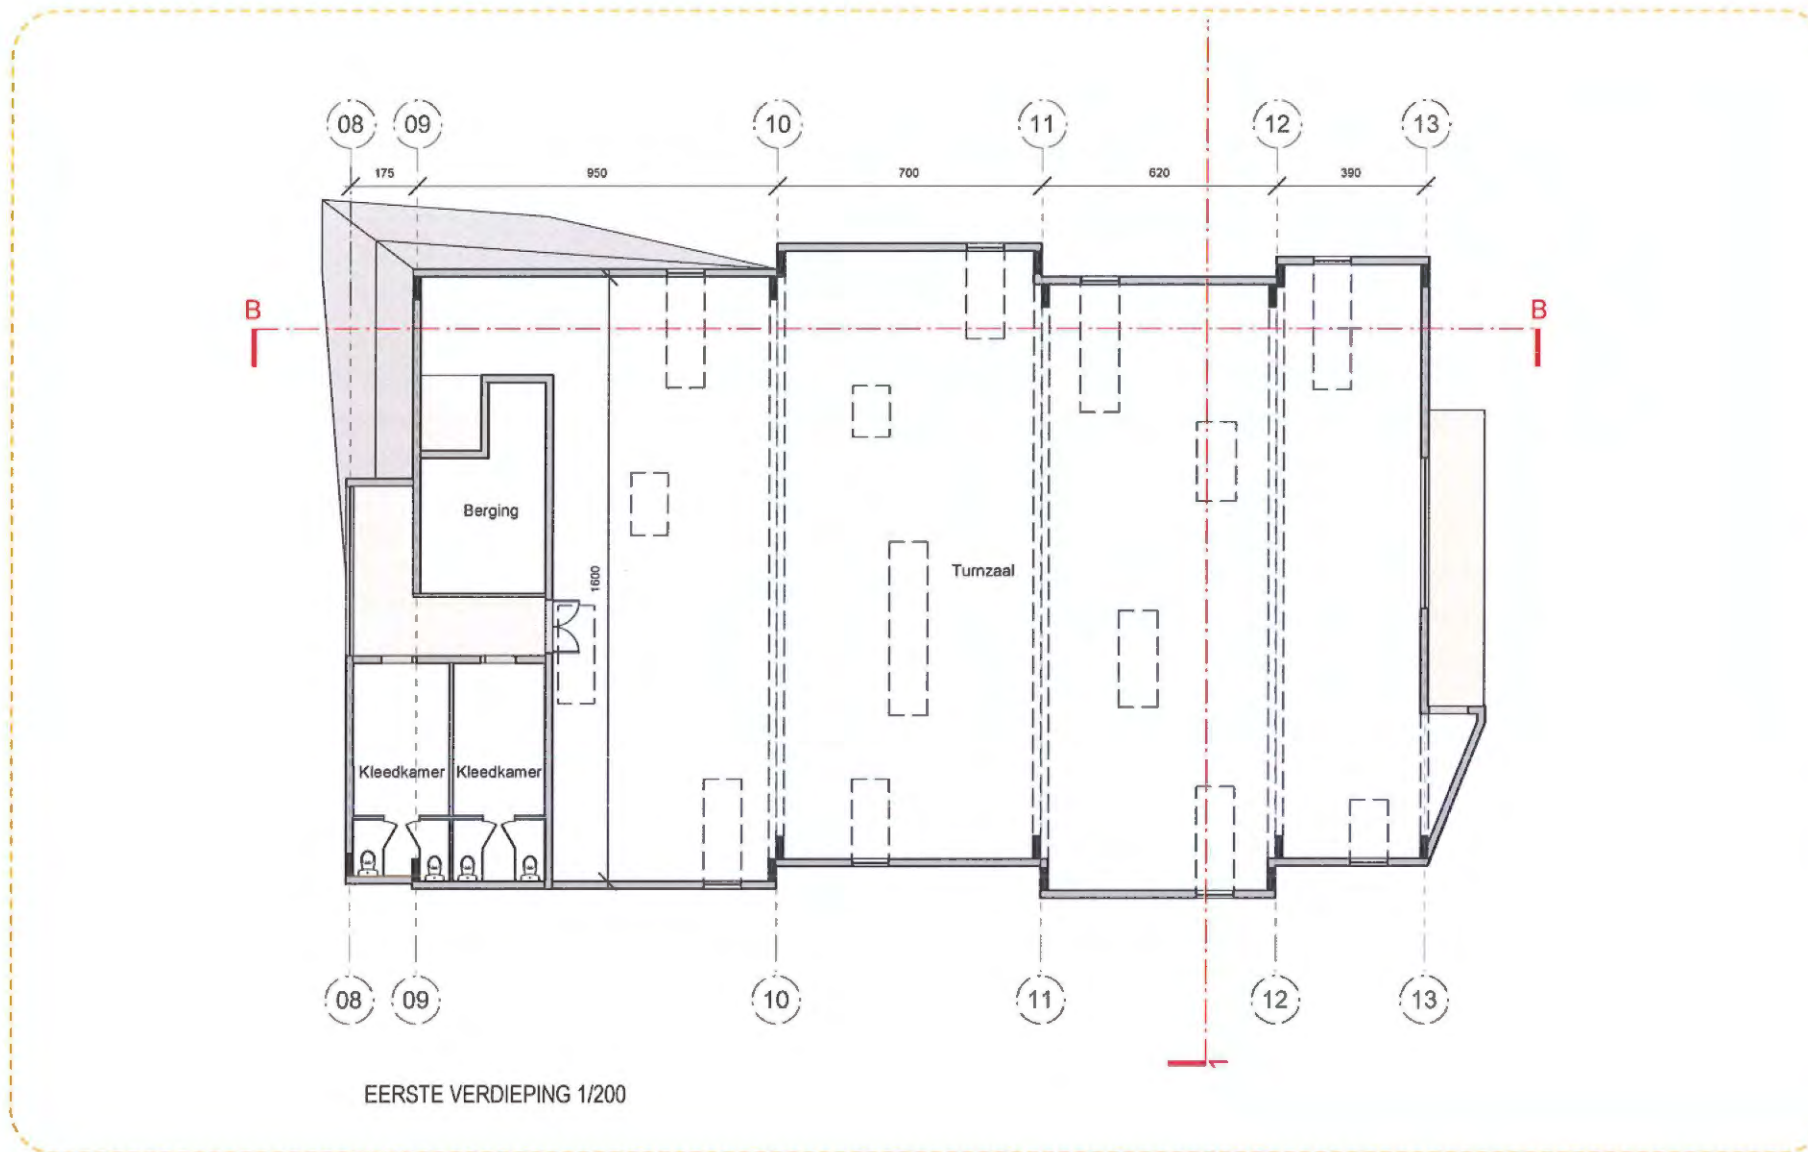 08 09 10 11 12 13
175 950 700 620 390
B B
Berging
Turnzaal
1600
Kleedkamer Kleedkamer
08 09 10 11 12 13
1
EERSTE VERDIEPING 1/200